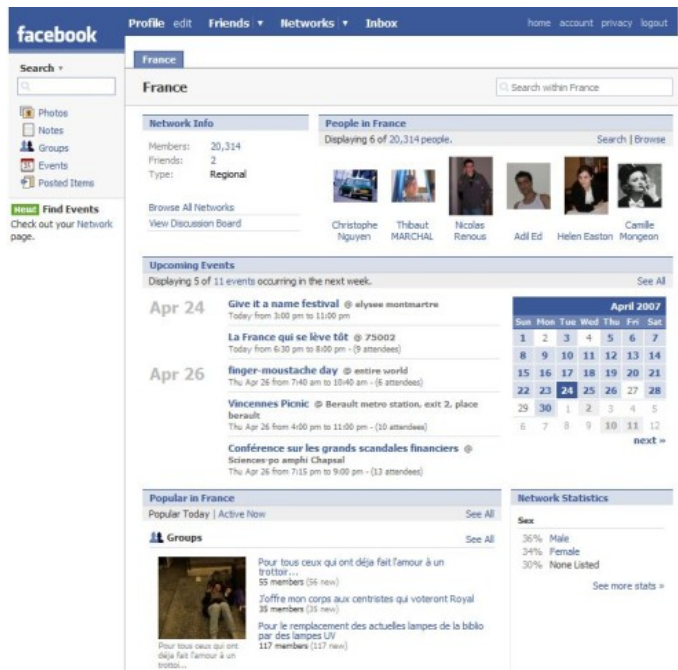 facebook
Profile edit Friends ▾ Networks ▾ Inbox
home account privacy logout
Search ▾
Photos
Notes
Groups
Events
Posted Items
New! Find Events
Check out your Network
page.
France
France
Search within France
Network Info
Members: 20,314
Friends: 2
Type: Regional
Browse All Networks
View Discussion Board
People in France
Displaying 6 of 20,314 people.
Search | Browse
Christophe Nguyen
Thibaut MARCHAL
Nicolas Renous
Adil Ed
Helen Easton
Camille Mongeon
Upcoming Events
Displaying 5 of 11 events occurring in the next week.
See All
Apr 24
Give it a name festival @ elysee montmartre
Today from 3:00 pm to 11:00 pm
La France qui se lève tôt @ 75002
Today from 6:30 pm to 8:00 pm - (9 attendees)
Apr 26
finger-moustache day @ entire world
Thu Apr 26 from 7:40 am to 10:40 am - (6 attendees)
Vincennes Picnic @ Berault metro station, exit 2, place
berault
Thu Apr 26 from 4:00 pm to 11:00 pm - (10 attendees)
Conférence sur les grands scandales financiers @
Sciences-po amphi Chapsal
Thu Apr 26 from 7:15 pm to 9:00 pm - (13 attendees)
April 2007
Sun Mon Tue Wed Thu Fri Sat
1 2 3 4 5 6 7
8 9 10 11 12 13 14
15 16 17 18 19 20 21
22 23 24 25 26 27 28
29 30 1 2 3 4 5
6 7 8 9 10 11 12
next »
Popular in France
Popular Today | Active Now
See All
Groups
See All
Pour tous ceux qui ont déja fait l'amour à un
trottoir...
Pour tous ceux qui ont déja fait l'amour à un
trottoir...
55 members (56 new)
J'offre mon corps aux centristes qui voteront Royal
35 members (35 new)
Pour le remplacement des actuelles lampes de la biblio
par des lampes UV
117 members (117 new)
Network Statistics
Sex
36% Male
34% Female
30% None Listed
See more stats »